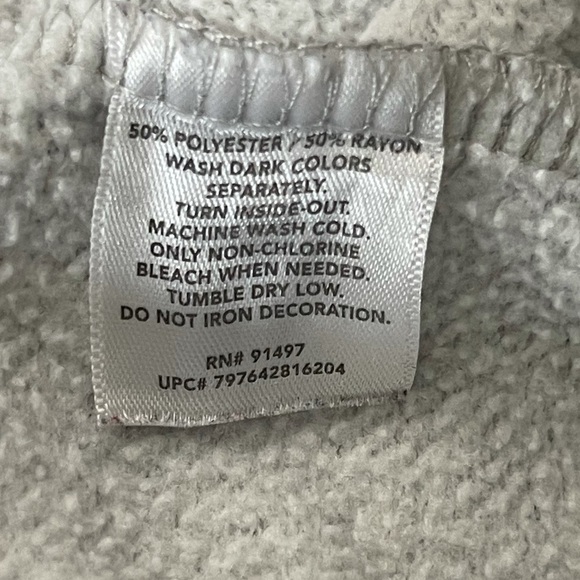 50% POLYESTER / 50% RAYON
WASH DARK COLORS
SEPARATELY.
TURN INSIDE-OUT.
MACHINE WASH COLD.
ONLY NON-CHLORINE
BLEACH WHEN NEEDED.
TUMBLE DRY LOW.
DO NOT IRON DECORATION.
RN# 91497
UPC# 797642816204